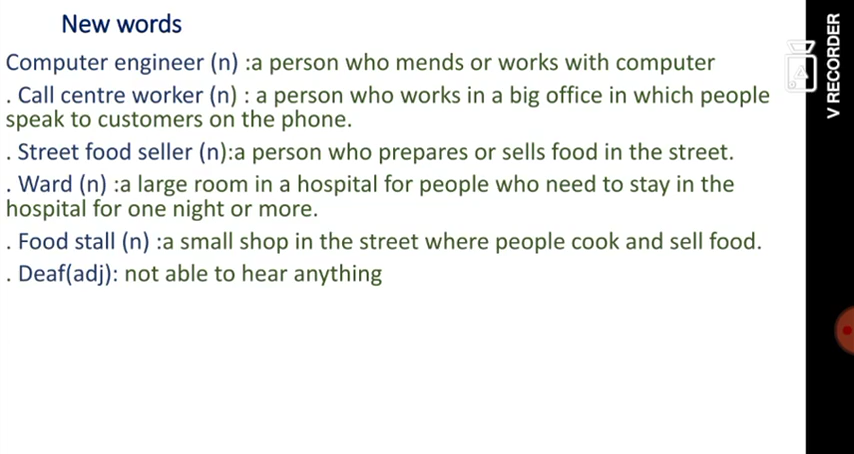 New words
Computer engineer (n) :a person who mends or works with computer
. Call centre worker (n) : a person who works in a big office in which people
speak to customers on the phone.
. Street food seller (n):a person who prepares or sells food in the street.
. Ward (n) :a large room in a hospital for people who need to stay in the
hospital for one night or more.
. Food stall (n) :a small shop in the street where people cook and sell food.
. Deaf(adj): not able to hear anything
V RECORDER